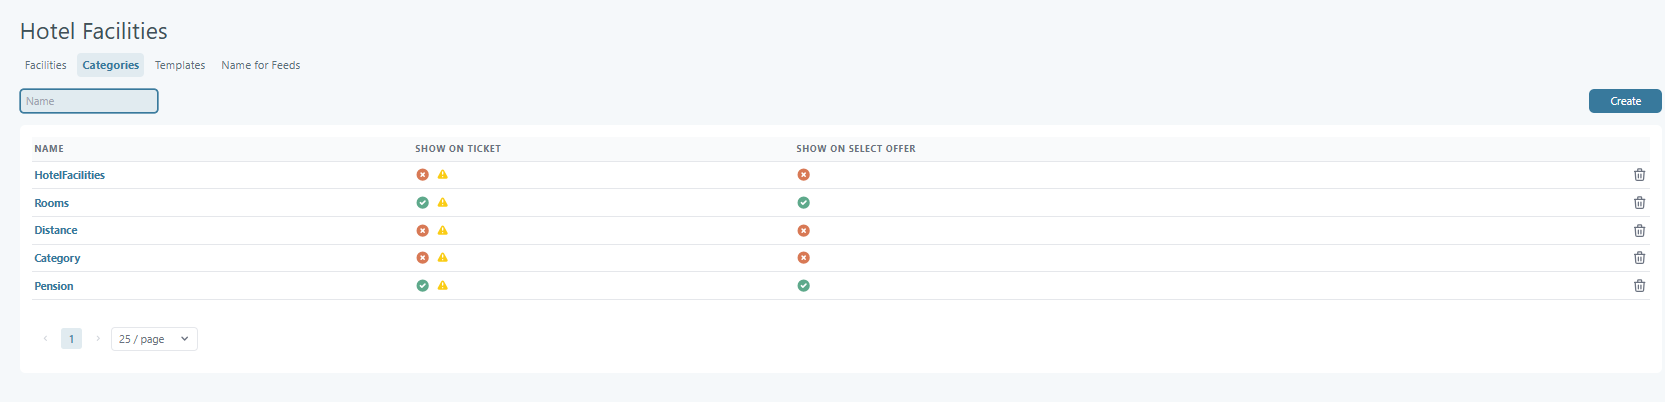 Hotel Facilities
Facilities Categories Templates Name for Feeds
Name Create
NAME SHOW ON TICKET SHOW ON SELECT OFFER
HotelFacilities
Rooms
Distance
Category
Pension
1 25 / page